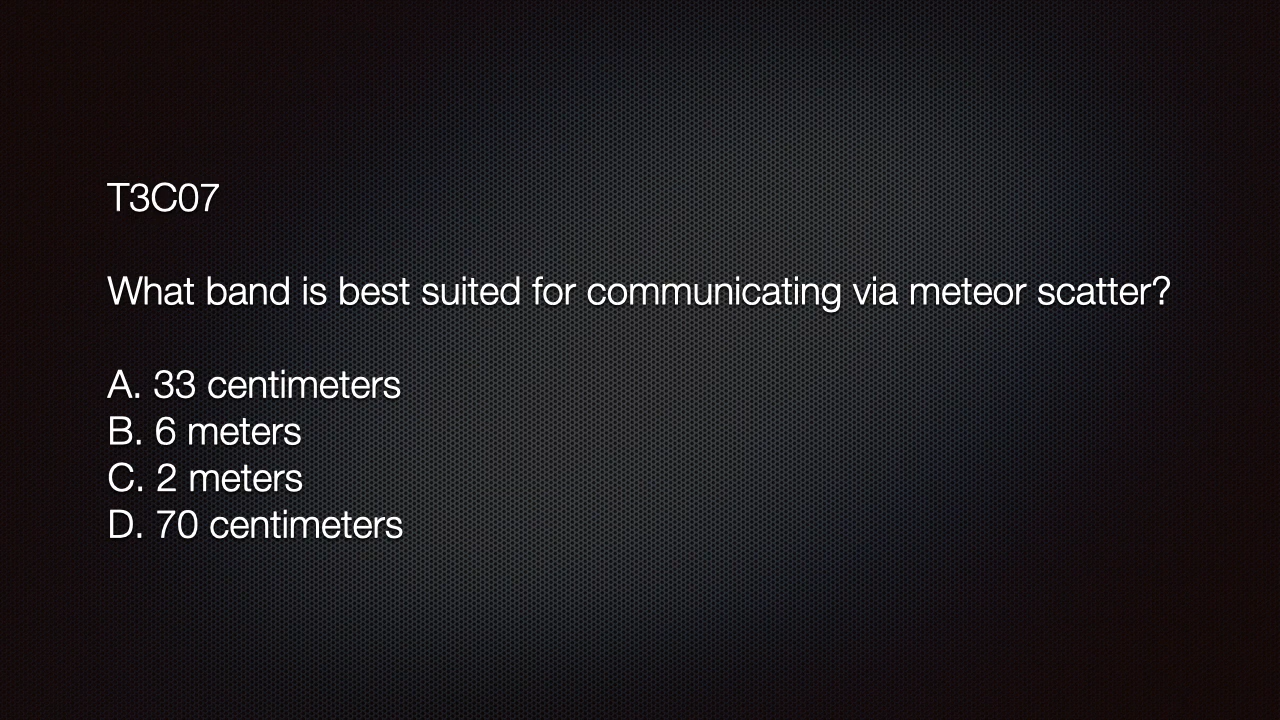 T3C07
What band is best suited for communicating via meteor scatter?
A. 33 centimeters
B. 6 meters
C. 2 meters
D. 70 centimeters